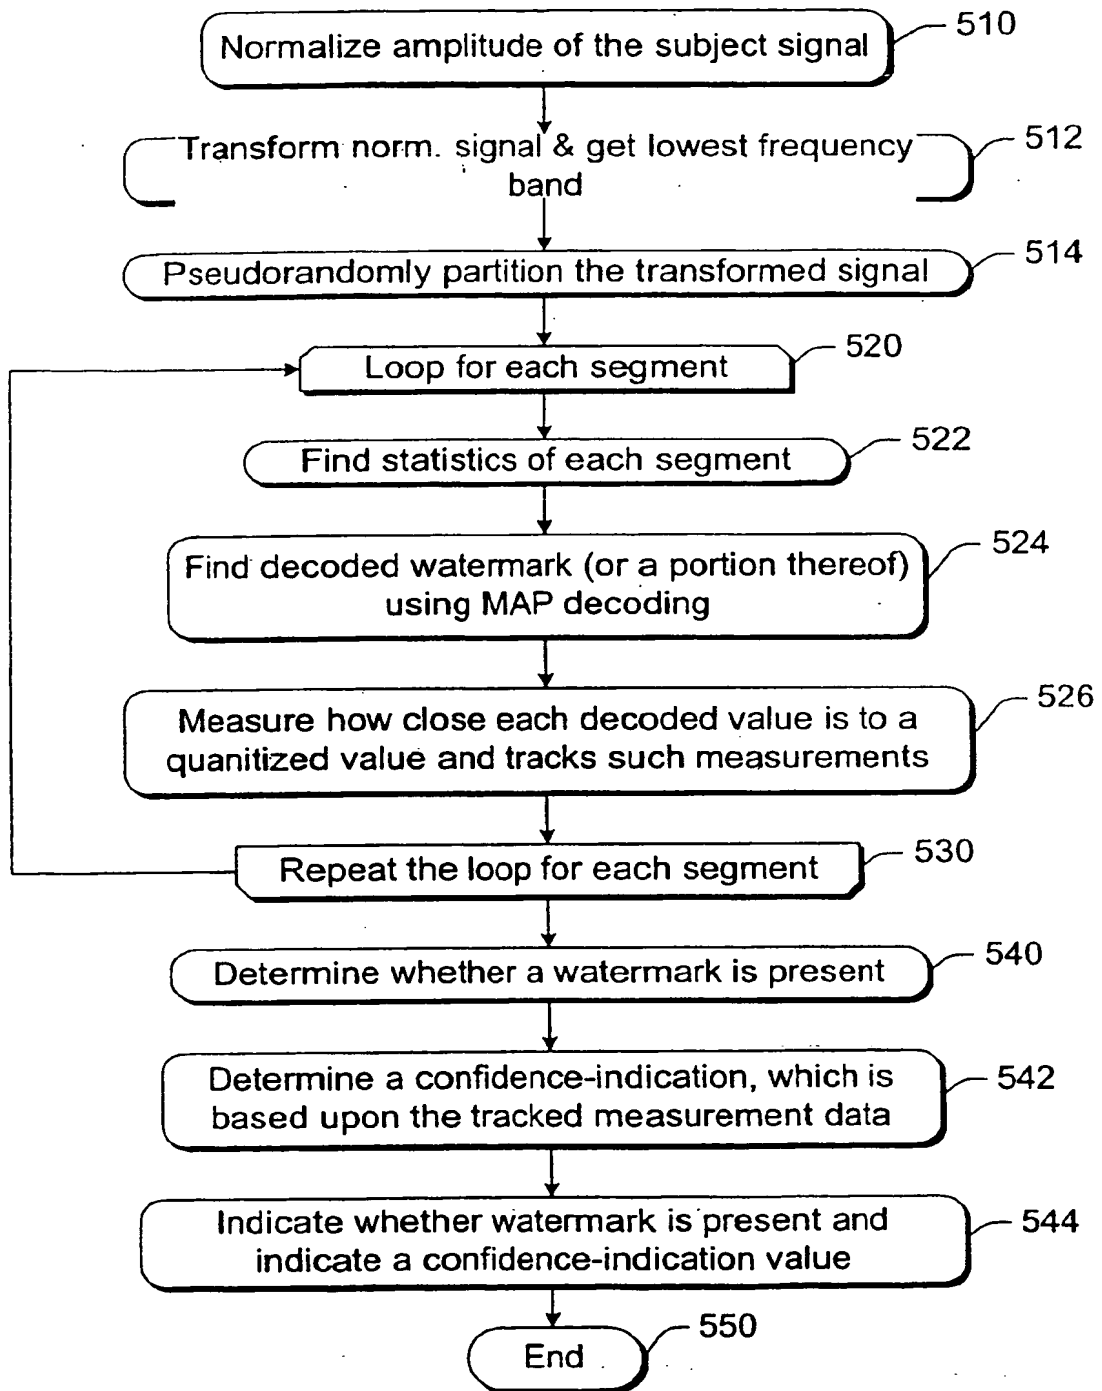 Normalize amplitude of the subject signal
510
Transform norm. signal & get lowest frequency
band
512
Pseudorandomly partition the transformed signal
514
Loop for each segment
520
Find statistics of each segment
522
Find decoded watermark (or a portion thereof)
using MAP decoding
524
Measure how close each decoded value is to a
quanitized value and tracks such measurements
526
Repeat the loop for each segment
530
Determine whether a watermark is present
540
Determine a confidence-indication, which is
based upon the tracked measurement data
542
Indicate whether watermark is present and
indicate a confidence-indication value
544
End
550